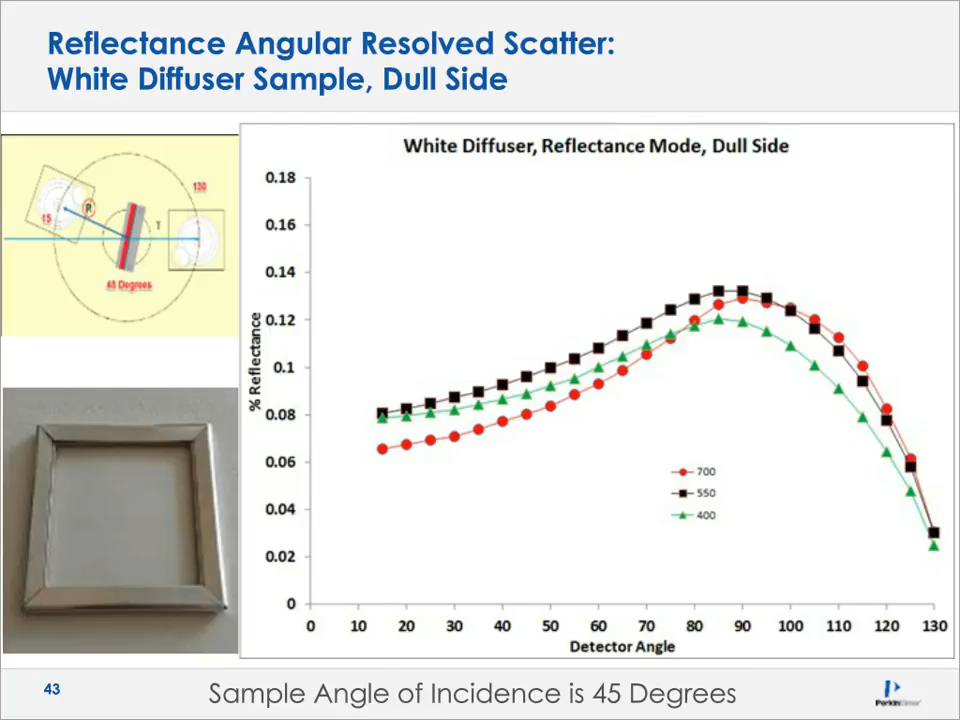 Reflectance Angular Resolved Scatter:
White Diffuser Sample, Dull Side
130
15
R
T
45 Degrees
White Diffuser, Reflectance Mode, Dull Side
% Reflectance
0.18
0.16
0.14
0.12
0.1
0.08
0.06
0.04
0.02
0
700
550
400
0 10 20 30 40 50 60 70 80 90 100 110 120 130
Detector Angle
43
Sample Angle of Incidence is 45 Degrees
PerkinElmer